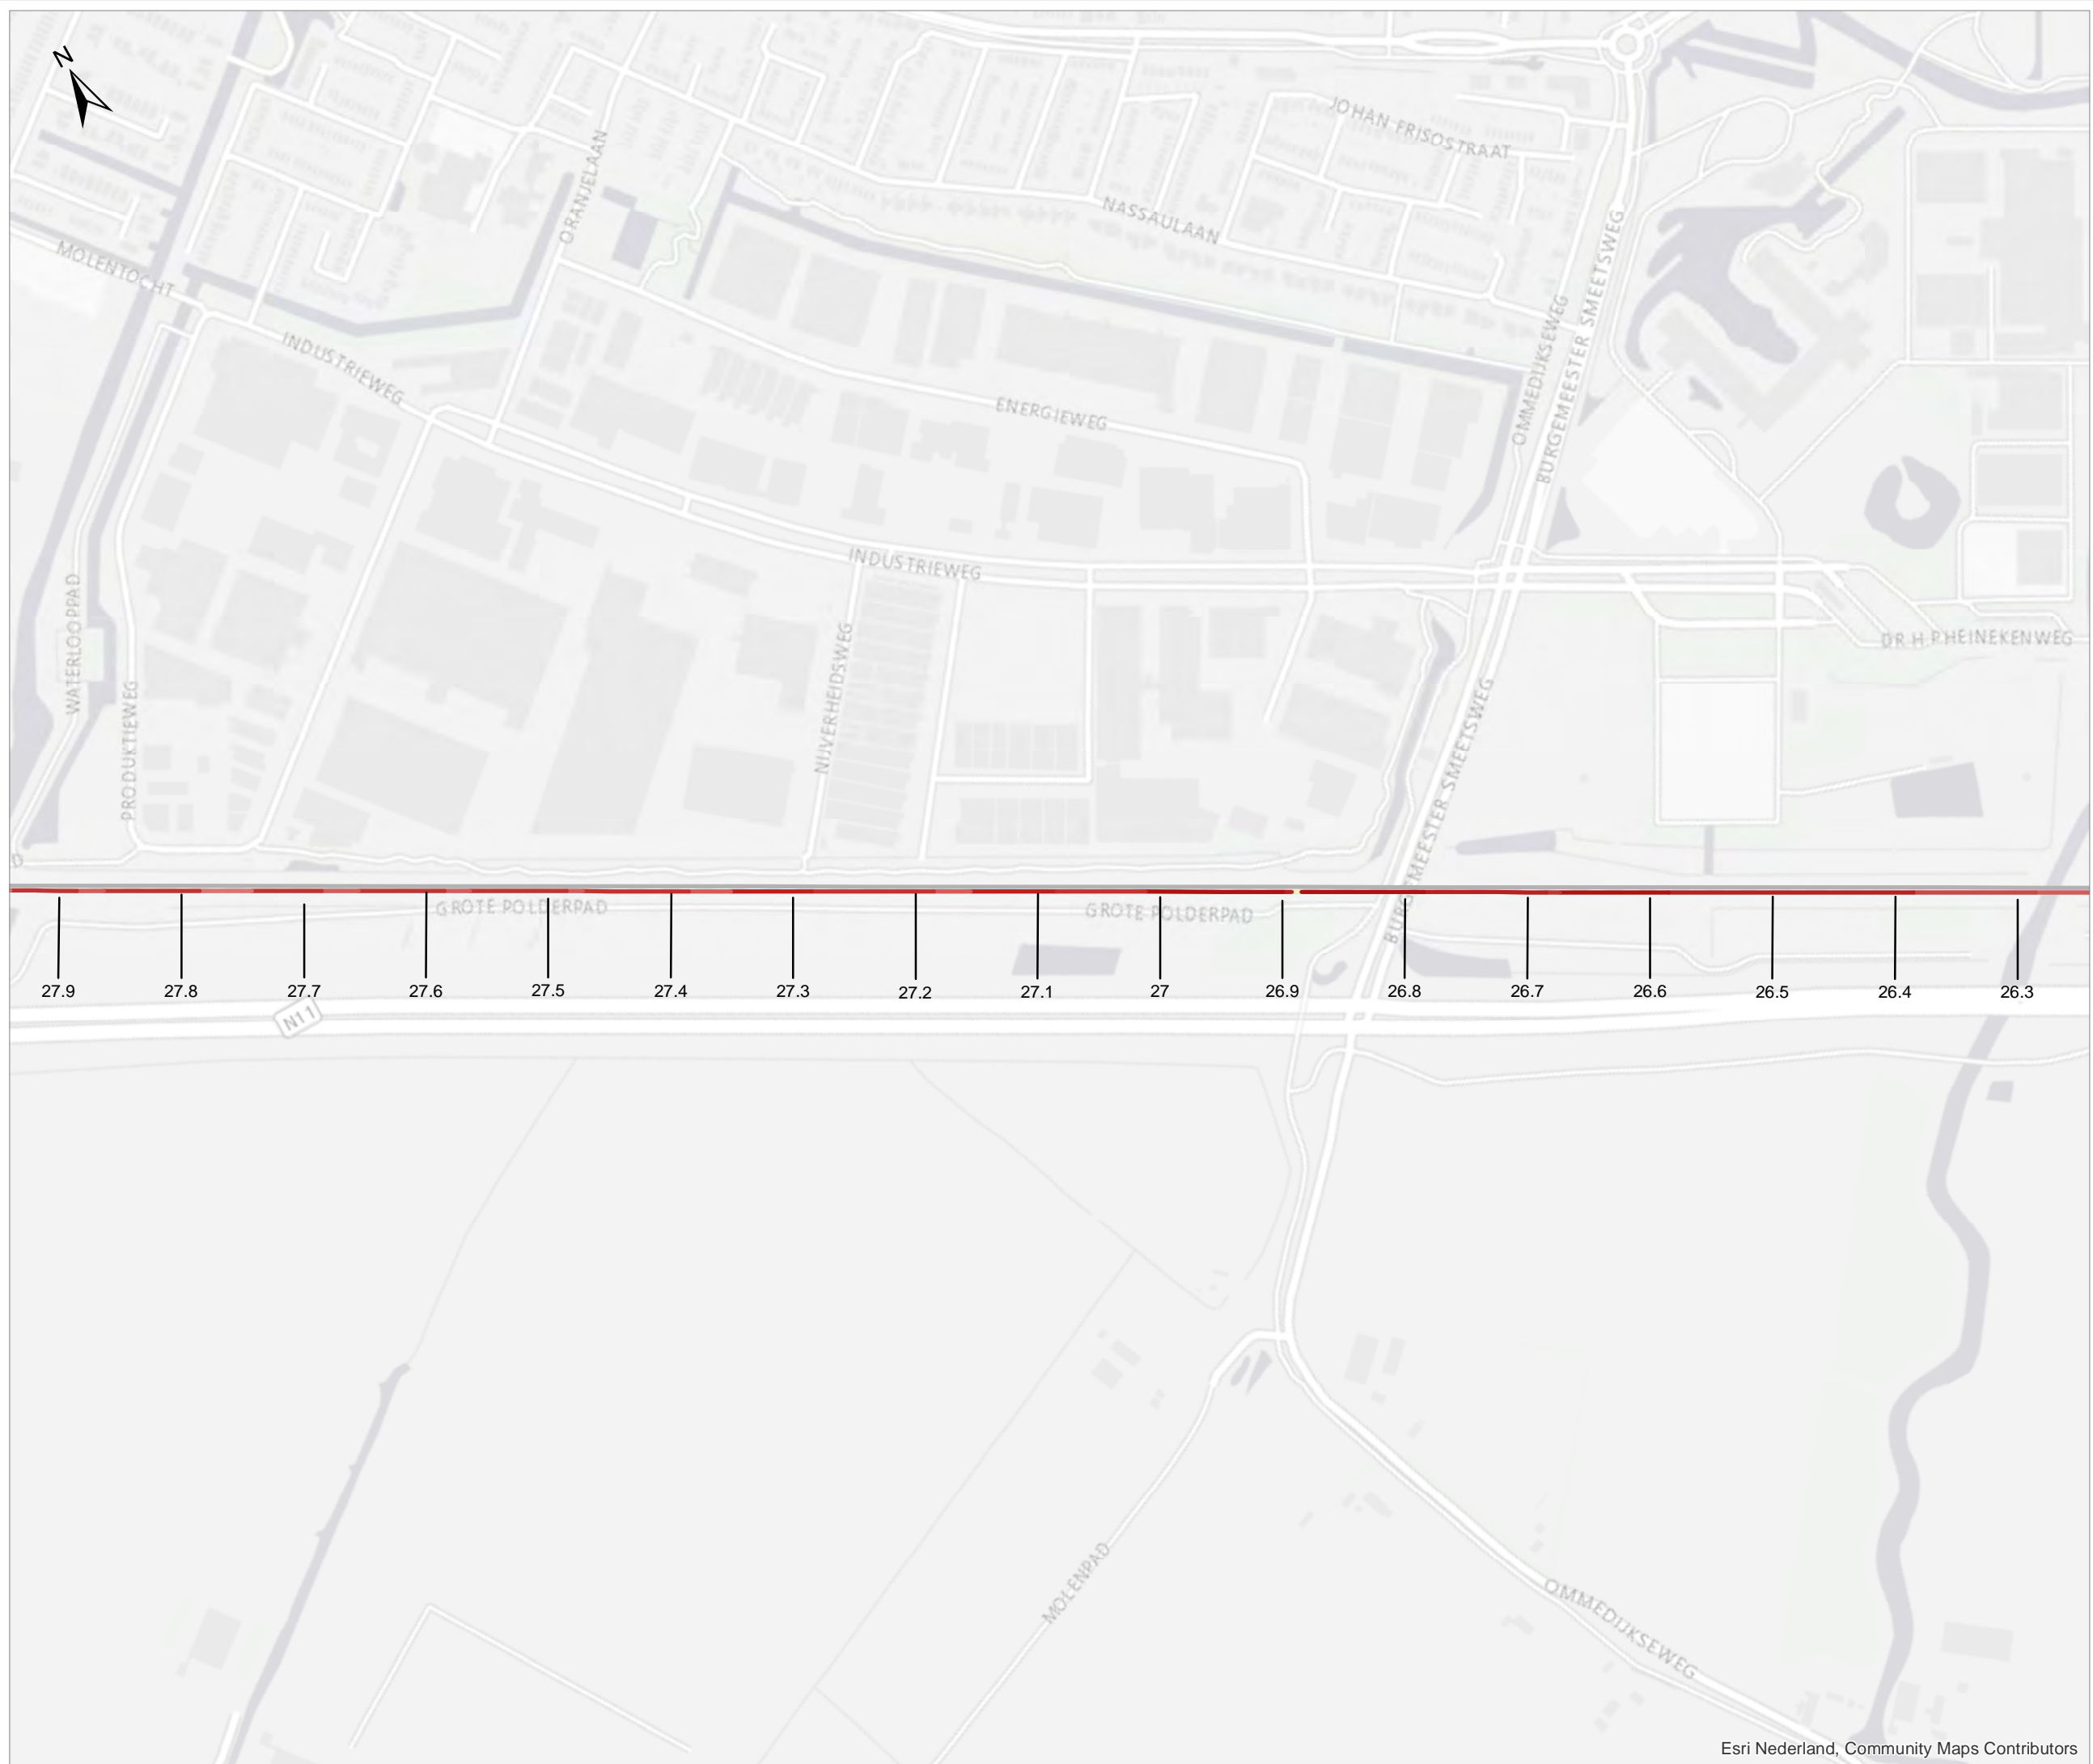 N
JOHAN FRISOSTRAAT
ORANJELAAN
NASSAULAAN
MOLENTOCHT
BURGEMEESTER SMEETSWEG
OMMEDIJKSEWEG
INDUSTRIEWEG
ENERGIEWEG
INDUSTRIEWEG
WATERLOOPPAD
NIJVERHEIDSWEG
DR.H.P.HEINEKENWEG
PRODUKTIEWEG
BURGEMEESTER SMEETSWEG
D
GROTE POLDERPAD
GROTE POLDERPAD
27.9 27.8 27.7 27.6 27.5 27.4 27.3 27.2 27.1 27 26.9 26.8 26.7 26.6 26.5 26.4 26.3
N11
MOLENPAD
OMMEDIJKSEWEG
Esri Nederland, Community Maps Contributors